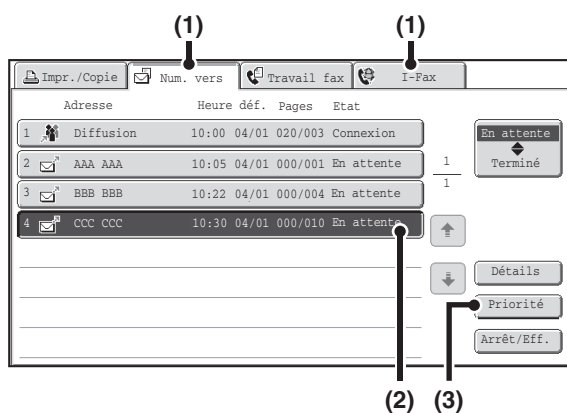 (1) (1)
Impr./Copie Num. vers Travail fax I-Fax
Adresse Heure déf. Pages Etat
1 Diffusion 10:00 04/01 020/003 Connexion
En attente
Terminé
2 AAA AAA 10:05 04/01 000/001 En attente
1
1
3 BBB BBB 10:22 04/01 000/004 En attente
4 CCC CCC 10:30 04/01 000/010 En attente
Détails
Priorité
Arrêt/Eff.
(2) (3)